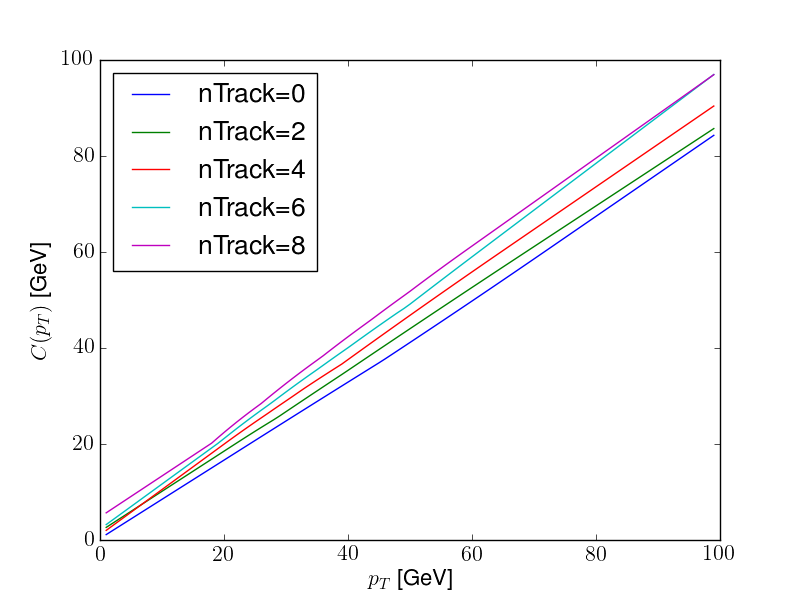 100
80
60
40
20
0
C(p_T) [GeV]
nTrack=0
nTrack=2
nTrack=4
nTrack=6
nTrack=8
0 20 40 60 80 100
p_T [GeV]